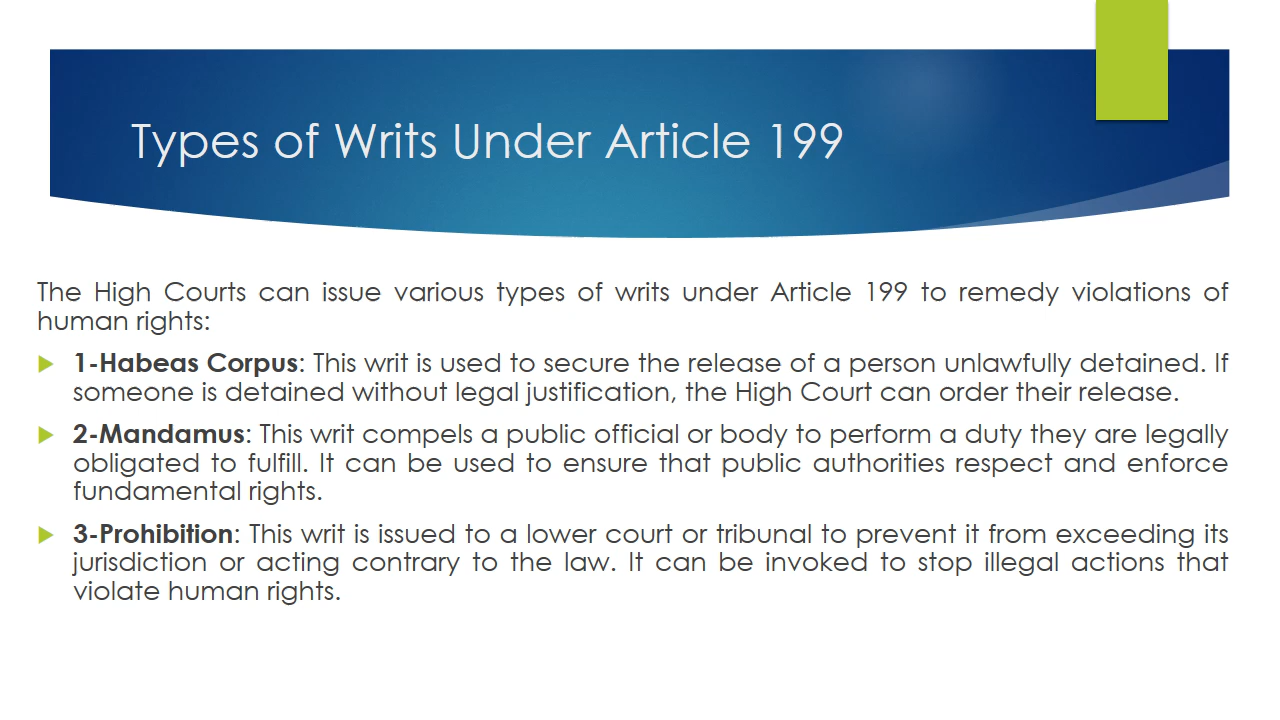 Types of Writs Under Article 199
The High Courts can issue various types of writs under Article 199 to remedy violations of
human rights:
1-Habeas Corpus: This writ is used to secure the release of a person unlawfully detained. If
someone is detained without legal justification, the High Court can order their release.
2-Mandamus: This writ compels a public official or body to perform a duty they are legally
obligated to fulfill. It can be used to ensure that public authorities respect and enforce
fundamental rights.
3-Prohibition: This writ is issued to a lower court or tribunal to prevent it from exceeding its
jurisdiction or acting contrary to the law. It can be invoked to stop illegal actions that
violate human rights.